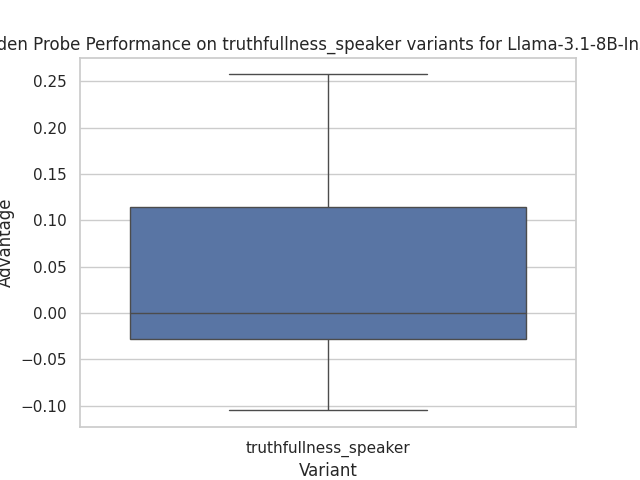 den Probe Performance on truthfullness_speaker variants for Llama-3.1-8B-In
0.25
0.20
0.15
0.10
0.05
0.00
−0.05
−0.10
Advantage
truthfullness_speaker
Variant